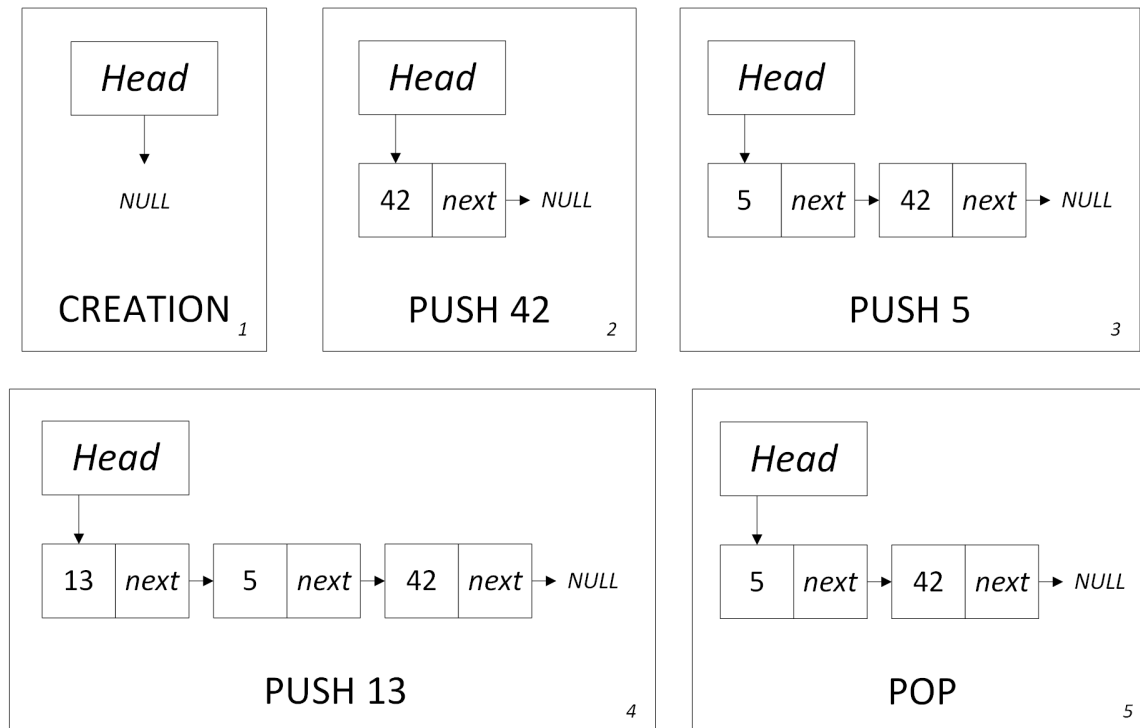 Head
NULL
CREATION
1
Head
42 next NULL
PUSH 42
2
Head
5 next 42 next NULL
PUSH 5
3
Head
13 next 5 next 42 next NULL
PUSH 13
4
Head
5 next 42 next NULL
POP
5